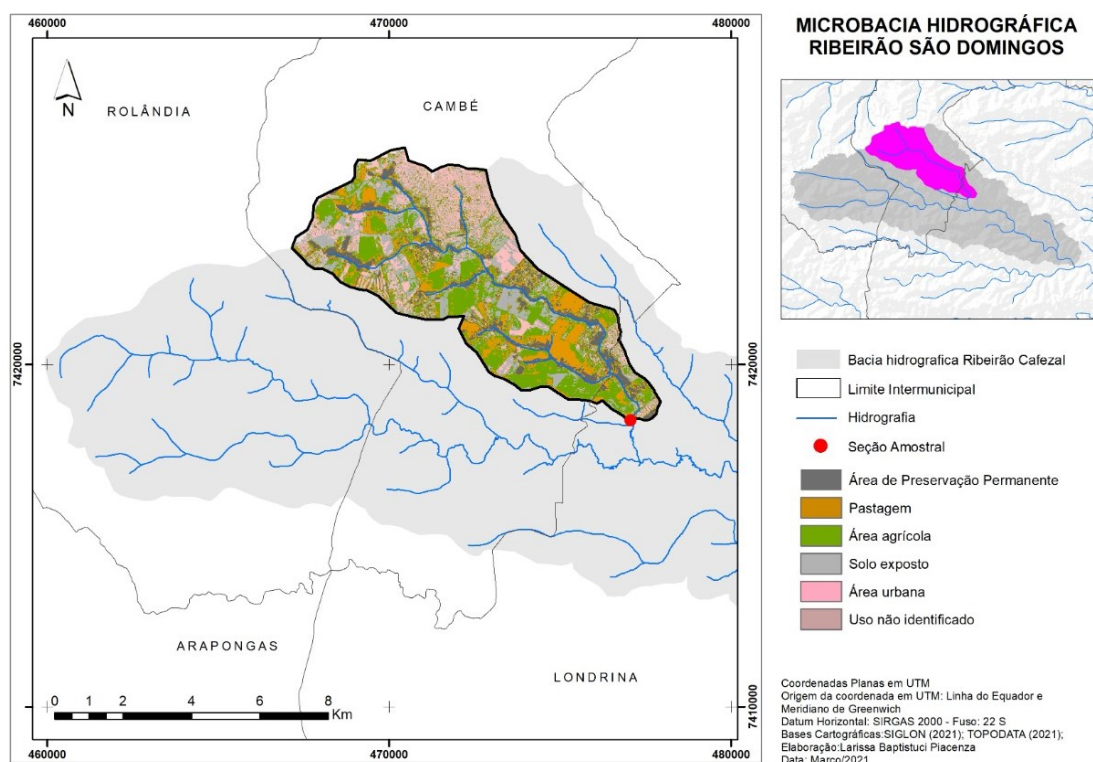 460000
470000
480000
ROLÂNDIA
CAMBÉ
N
7420000
7420000
ARAPONGAS
LONDRINA
0 1 2 4 6 8
Km
7410000
460000
470000
480000
MICROBACIA HIDROGRÁFICA
RIBEIRÃO SÃO DOMINGOS
Bacia hidrografica Ribeirão Cafezal
Limite Intermunicipal
Hidrografia
Seção Amostral
Área de Preservação Permanente
Pastagem
Área agrícola
Solo exposto
Área urbana
Uso não identificado
Coordenadas Planas em UTM
Origem da coordenada em UTM: Linha do Equador e
Meridiano de Greenwich
Datum Horizontal: SIRGAS 2000 - Fuso: 22 S
Bases Cartográficas:SIGLON (2021); TOPODATA (2021);
Elaboração:Larissa Baptistuci Piacenza
Data: Março/2021